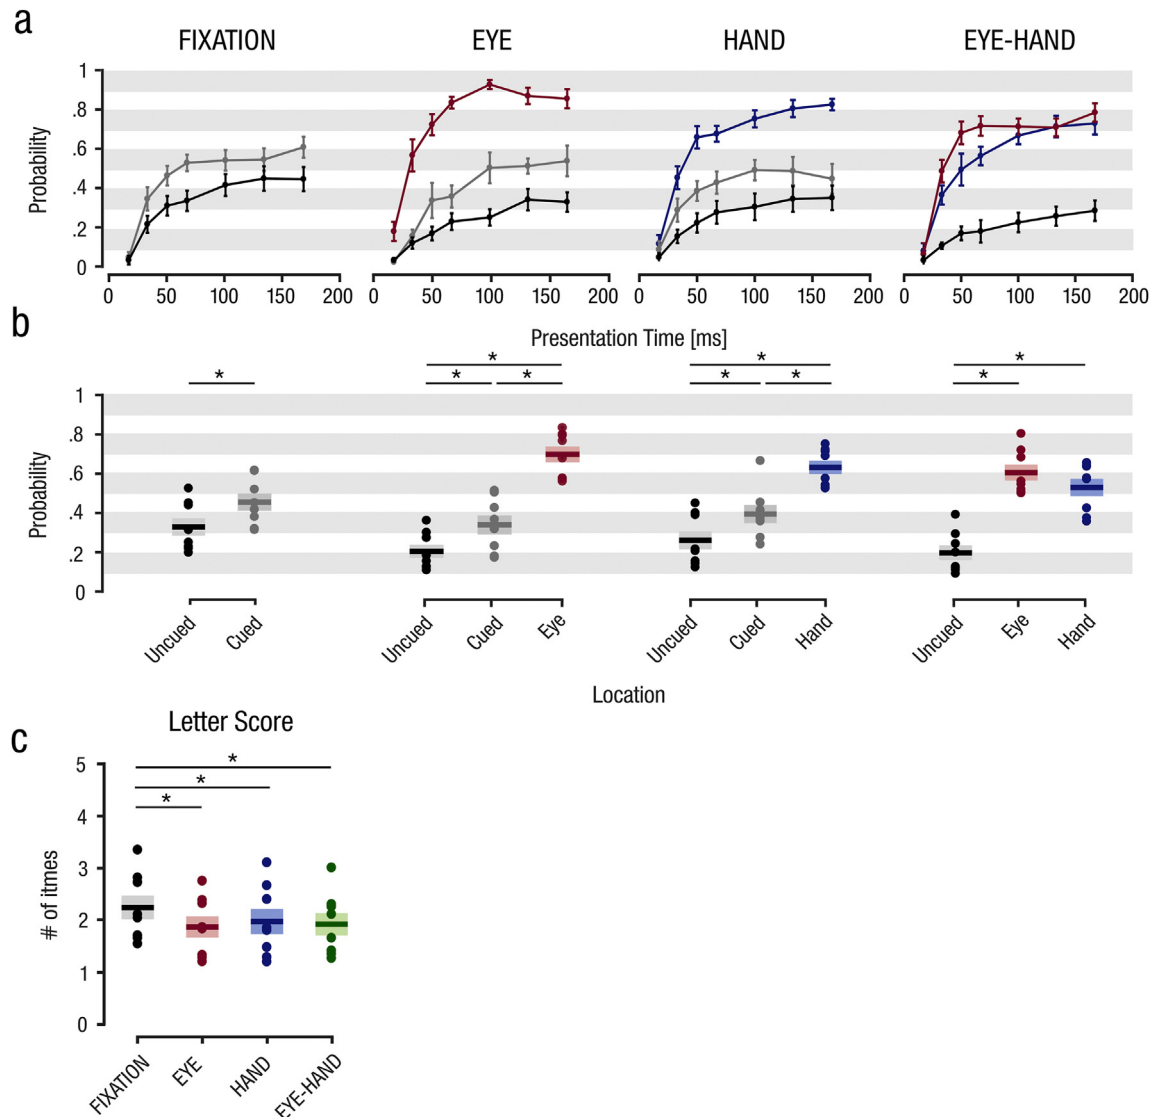 a
FIXATION EYE HAND EYE-HAND
Probability
1
.8
.6
.4
.2
0
0 50 100 150 200 0 50 100 150 200 0 50 100 150 200 0 50 100 150 200
Presentation Time [ms]
b
* * * * * * * * *
Probability
1
.8
.6
.4
.2
0
Uncued Cued Uncued Cued Eye Uncued Cued Hand Uncued Eye Hand
Location
c
Letter Score
# of itmes
5
4
3
2
1
0
*
*
*
FIXATION EYE HAND EYE-HAND